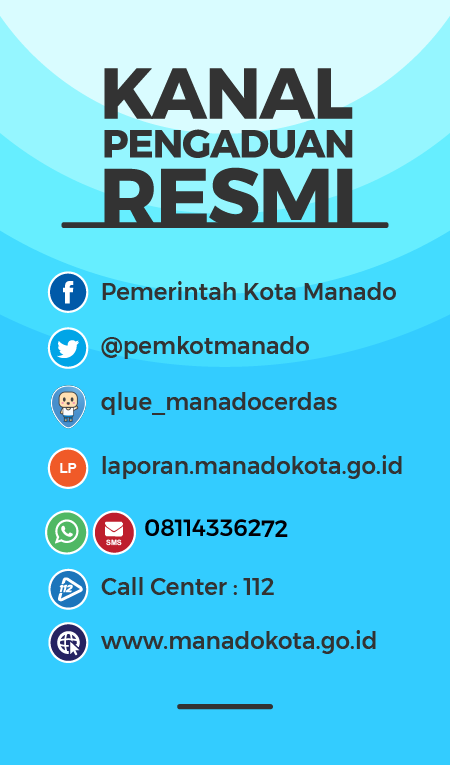 KANAL
PENGADUAN
RESMI
Pemerintah Kota Manado
@pemkotmanado
qlue_manadocerdas
LP laporan.manadokota.go.id
SMS 08114336272
112 Call Center : 112
www.manadokota.go.id